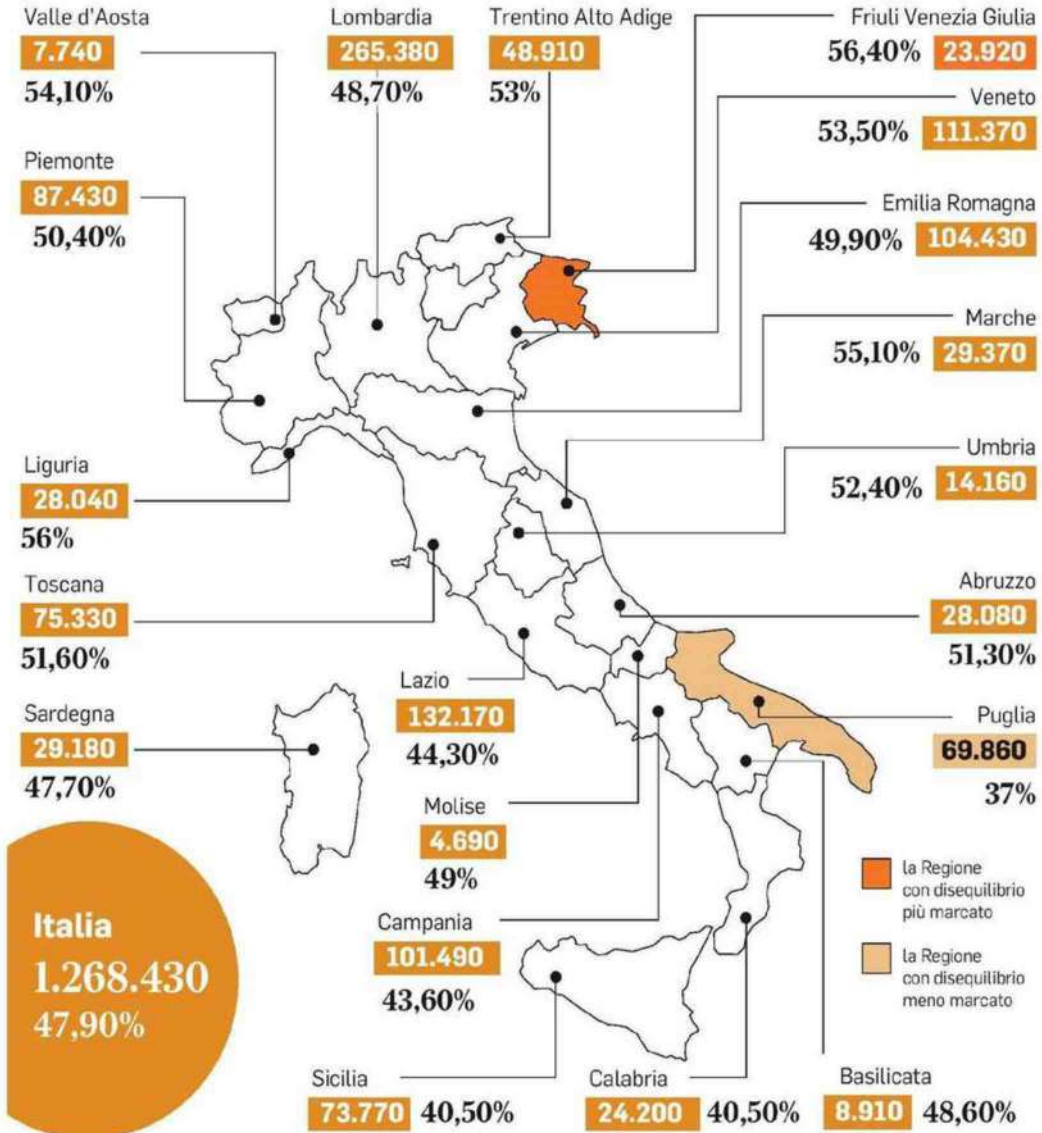 Valle d'Aosta
7.740
54,10%
Lombardia
265.380
48,70%
Trentino Alto Adige
48.910
53%
Friuli Venezia Giulia
56,40% 23.920
Veneto
53,50% 111.370
Piemonte
87.430
50,40%
Emilia Romagna
49,90% 104.430
Marche
55,10% 29.370
Liguria
28.040
56%
Umbria
52,40% 14.160
Toscana
75.330
51,60%
Abruzzo
28.080
51,30%
Lazio
132.170
44,30%
Sardegna
29.180
47,70%
Puglia
69.860
37%
Molise
4.690
49%
Campania
101.490
43,60%
la Regione
con disequilibrio
più marcato
la Regione
con disequilibrio
meno marcato
Italia
1.268.430
47,90%
Sicilia
73.770 40,50%
Calabria
24.200 40,50%
Basilicata
8.910 48,60%